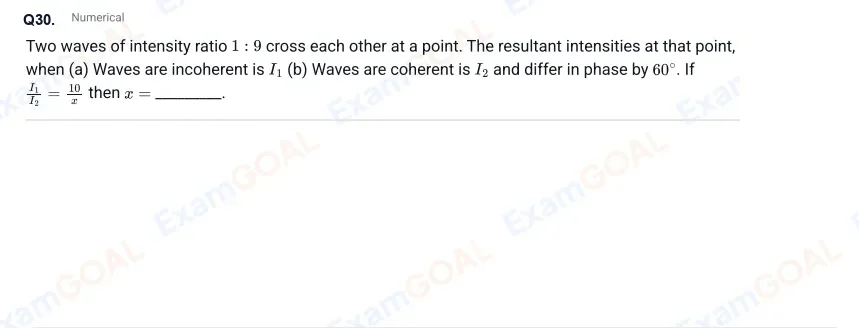 Q30. Numerical
Two waves of intensity ratio 1 : 9 cross each other at a point. The resultant intensities at that point,
when (a) Waves are incoherent is I₁ (b) Waves are coherent is I₂ and differ in phase by 60°. If
I₁/I₂ = 10/x then x = ________.
ExamGOAL
ExamGOAL
ExamGOAL
ExamGOAL